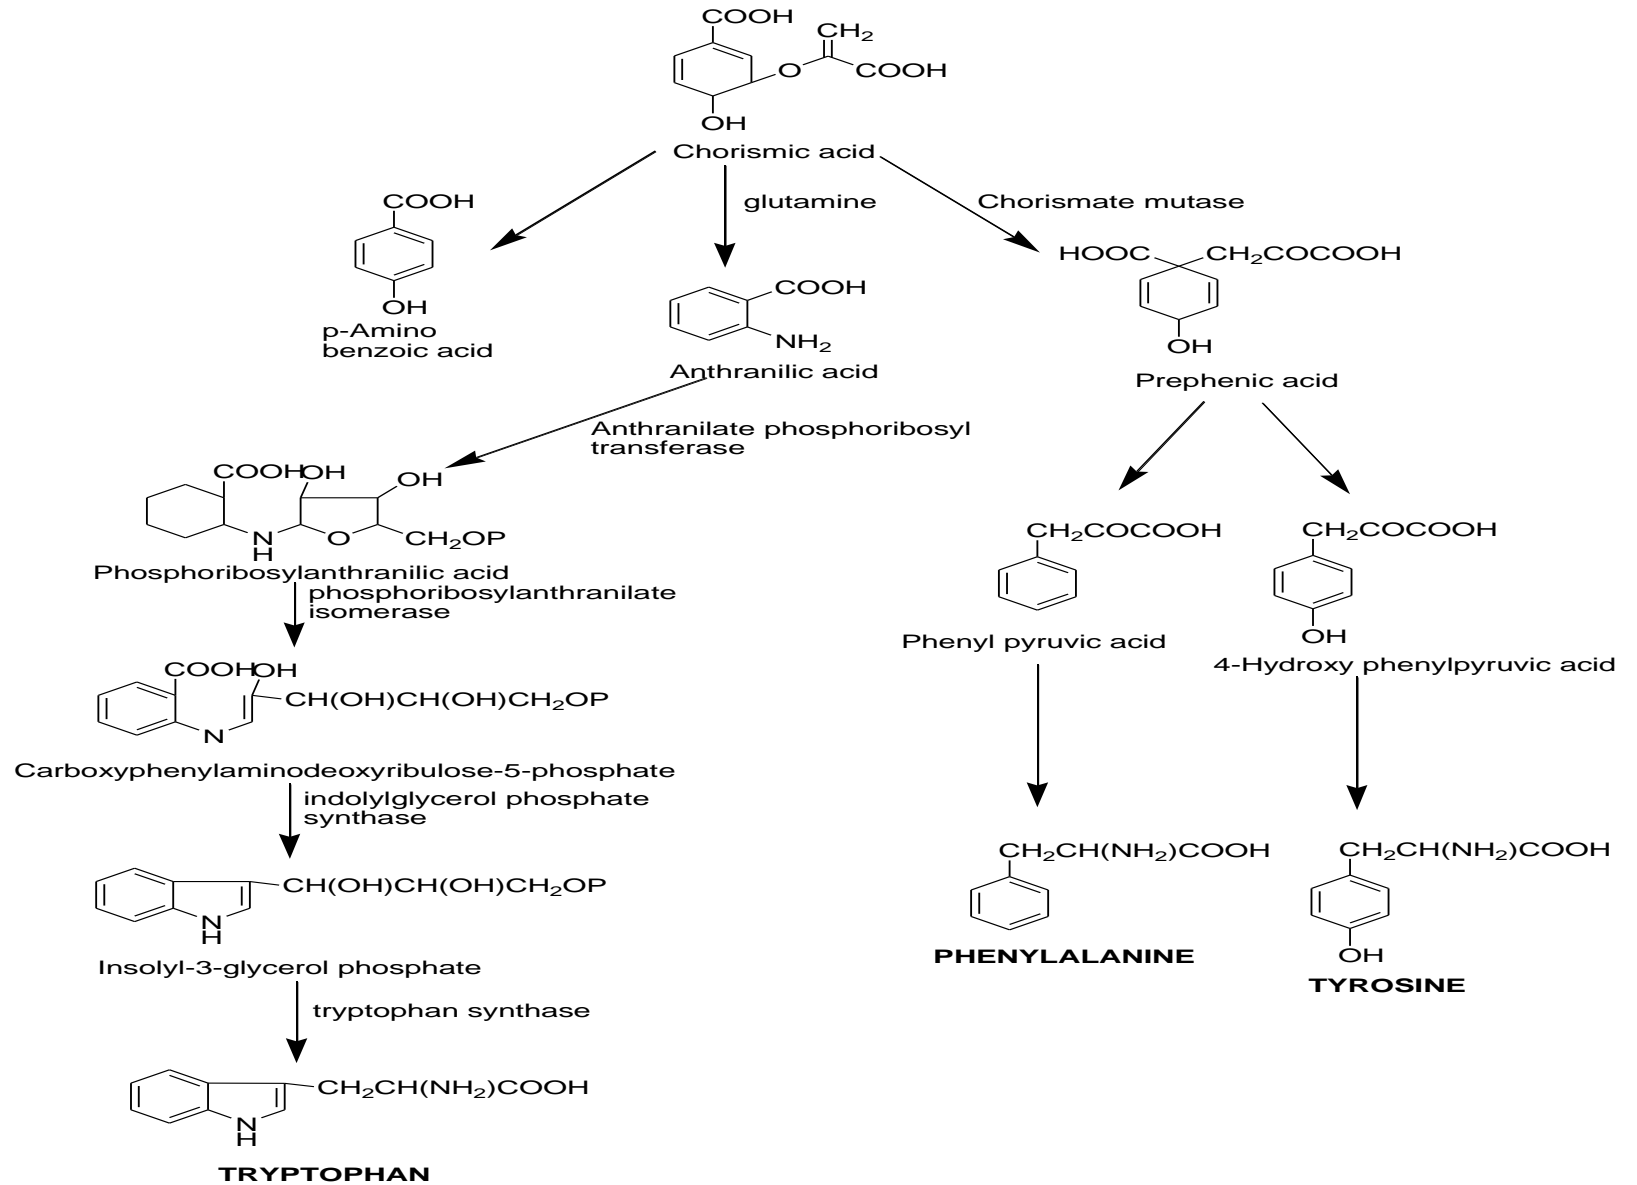 COOH
CH2
O
COOH
OH
Chorismic acid
glutamine
Chorismate mutase
COOH
OH
p-Amino
benzoic acid
COOH
NH2
Anthranilic acid
HOOC
CH2COCOOH
OH
Prephenic acid
Anthranilate phosphoribosyl
transferase
COOH
OH
OH
N
H
O
CH2OP
Phosphoribosylanthranilic acid
phosphoribosylanthranilate
isomerase
CH2COCOOH
Phenyl pyruvic acid
CH2COCOOH
OH
4-Hydroxy phenylpyruvic acid
COOH
OH
CH(OH)CH(OH)CH2OP
N
Carboxyphenylaminodeoxyribulose-5-phosphate
indolylglycerol phosphate
synthase
CH(OH)CH(OH)CH2OP
N
H
Insolyl-3-glycerol phosphate
tryptophan synthase
CH2CH(NH2)COOH
PHENYLALANINE
CH2CH(NH2)COOH
OH
TYROSINE
CH2CH(NH2)COOH
N
H
TRYPTOPHAN